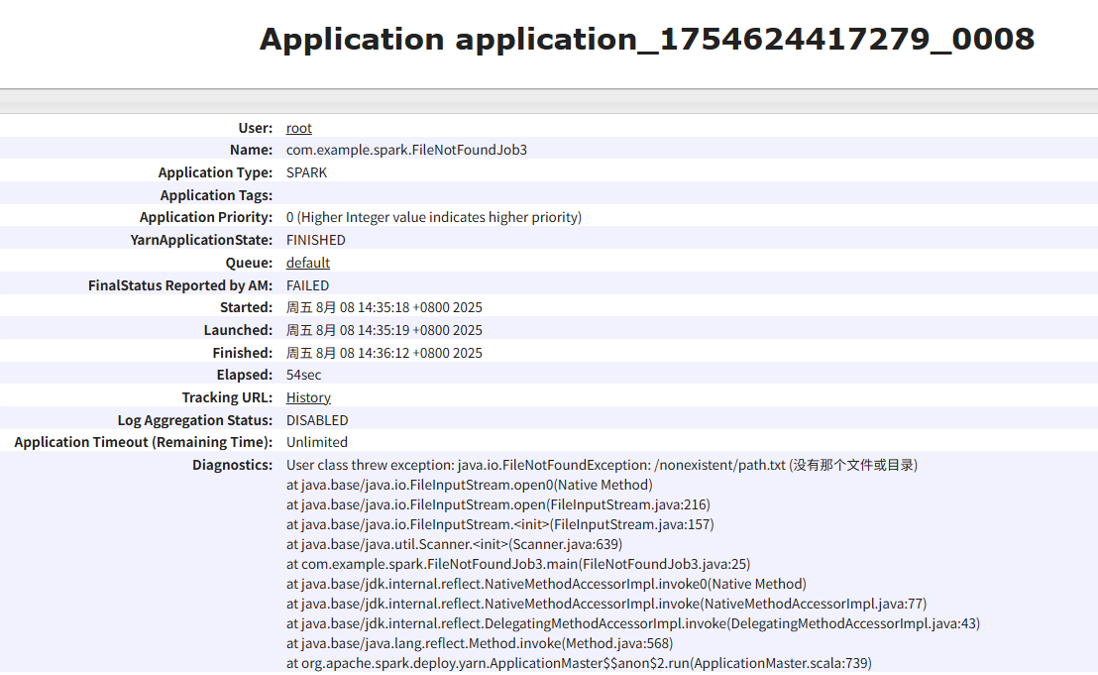 Application application_1754624417279_0008
User: root
Name: com.example.spark.FileNotFoundJob3
Application Type: SPARK
Application Tags:
Application Priority: 0 (Higher Integer value indicates higher priority)
YarnApplicationState: FINISHED
Queue: default
FinalStatus Reported by AM: FAILED
Started: 周五 8月 08 14:35:18 +0800 2025
Launched: 周五 8月 08 14:35:19 +0800 2025
Finished: 周五 8月 08 14:36:12 +0800 2025
Elapsed: 54sec
Tracking URL: History
Log Aggregation Status: DISABLED
Application Timeout (Remaining Time): Unlimited
Diagnostics: User class threw exception: java.io.FileNotFoundException: /nonexistent/path.txt (没有那个文件或目录)
at java.base/java.io.FileInputStream.open0(Native Method)
at java.base/java.io.FileInputStream.open(FileInputStream.java:216)
at java.base/java.io.FileInputStream.<init>(FileInputStream.java:157)
at java.base/java.util.Scanner.<init>(Scanner.java:639)
at com.example.spark.FileNotFoundJob3.main(FileNotFoundJob3.java:25)
at java.base/jdk.internal.reflect.NativeMethodAccessorImpl.invoke0(Native Method)
at java.base/jdk.internal.reflect.NativeMethodAccessorImpl.invoke(NativeMethodAccessorImpl.java:77)
at java.base/jdk.internal.reflect.DelegatingMethodAccessorImpl.invoke(DelegatingMethodAccessorImpl.java:43)
at java.base/java.lang.reflect.Method.invoke(Method.java:568)
at org.apache.spark.deploy.yarn.ApplicationMaster$$anon$2.run(ApplicationMaster.scala:739)